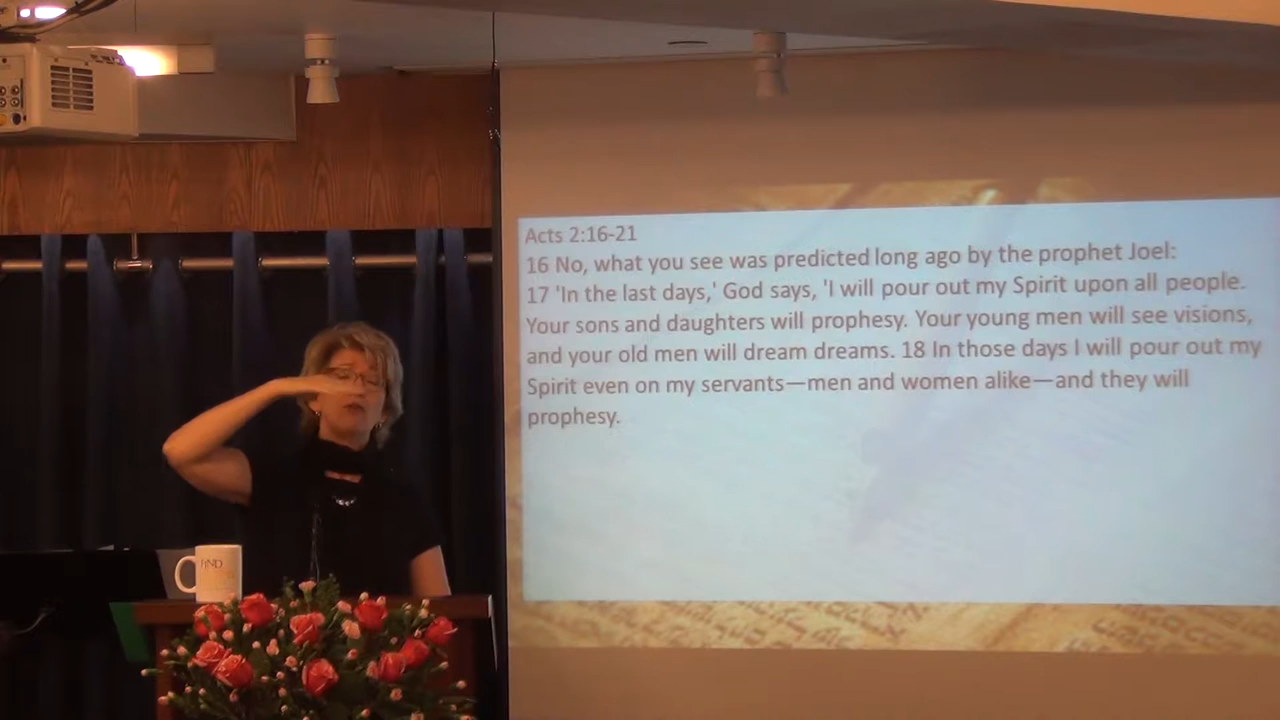 Acts 2:16-21
16 No, what you see was predicted long ago by the prophet Joel:
17 'In the last days,' God says, 'I will pour out my Spirit upon all people.
Your sons and daughters will prophesy. Your young men will see visions,
and your old men will dream dreams. 18 In those days I will pour out my
Spirit even on my servants—men and women alike—and they will
prophesy.
FIND